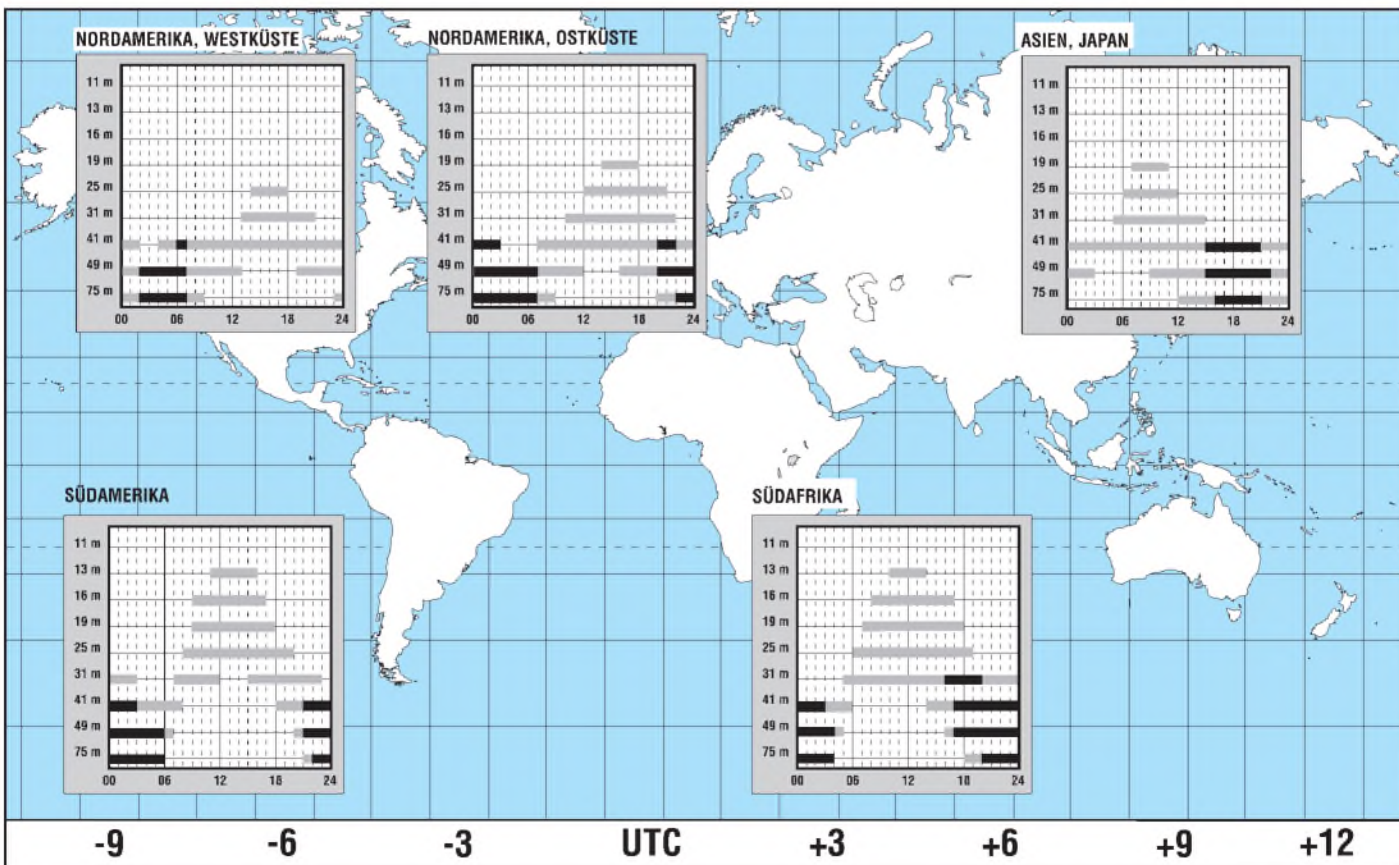 NORDAMERIKA, WESTKÜSTE
11 m
13 m
16 m
19 m
25 m
31 m
41 m
49 m
75 m
00 06 12 18 24
NORDAMERIKA, OSTKÜSTE
11 m
13 m
16 m
19 m
25 m
31 m
41 m
49 m
75 m
00 06 12 18 24
ASIEN, JAPAN
11 m
13 m
16 m
19 m
25 m
31 m
41 m
49 m
75 m
00 06 12 18 24
SÜDAMERIKA
11 m
13 m
16 m
19 m
25 m
31 m
41 m
49 m
75 m
00 06 12 18 24
SÜDAFRIKA
11 m
13 m
16 m
19 m
25 m
31 m
41 m
49 m
75 m
00 06 12 18 24
-9 -6 -3 UTC +3 +6 +9 +12